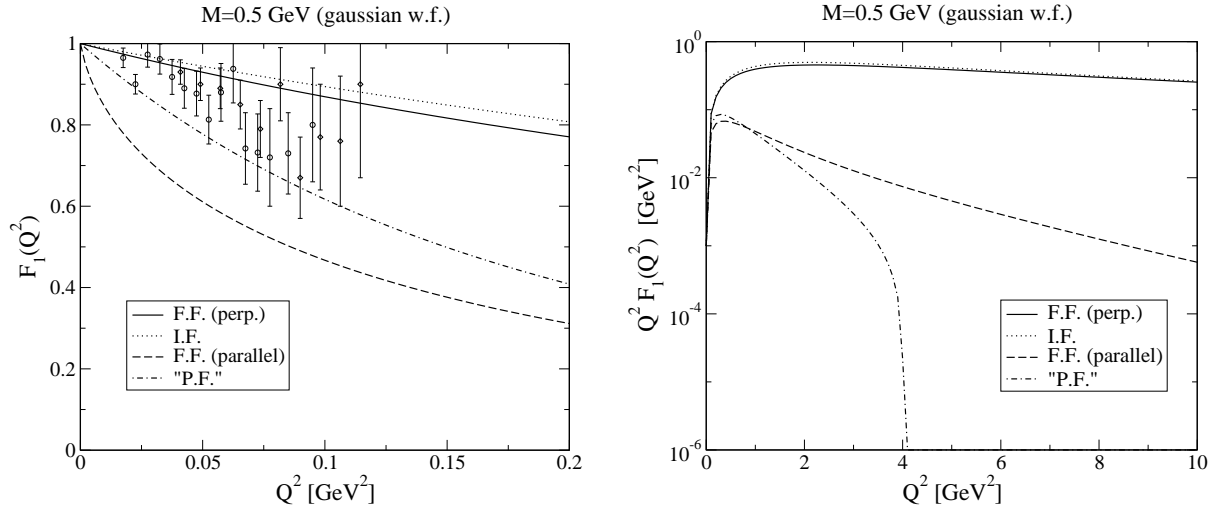 M=0.5 GeV (gaussian w.f.)
1
0.8
0.6
0.4
0.2
0
F₁(Q²)
F.F. (perp.)
I.F.
F.F. (parallel)
"P.F."
0 0.05 0.1 0.15 0.2
Q² [GeV²]
M=0.5 GeV (gaussian w.f.)
10⁰
10⁻²
10⁻⁴
10⁻⁶
Q² F₁(Q²) [GeV²]
F.F. (perp.)
I.F.
F.F. (parallel)
"P.F."
0 2 4 6 8 10
Q² [GeV²]